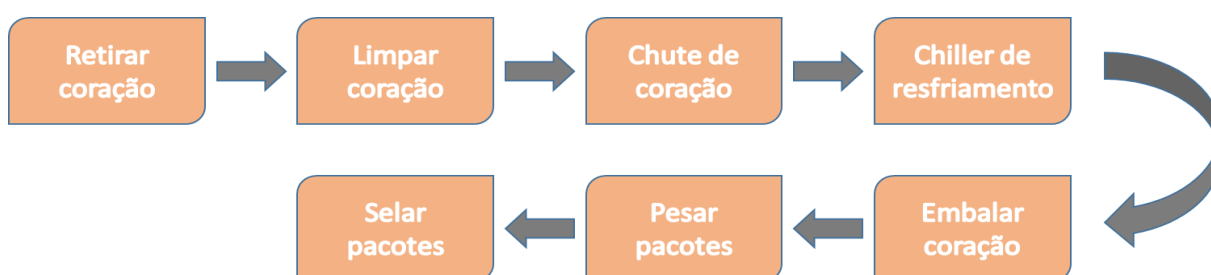 Retirar
coração
Limpar
coração
Chute de
coração
Chiller de
resfriamento
Embalar
coração
Pesar
pacotes
Selar
pacotes